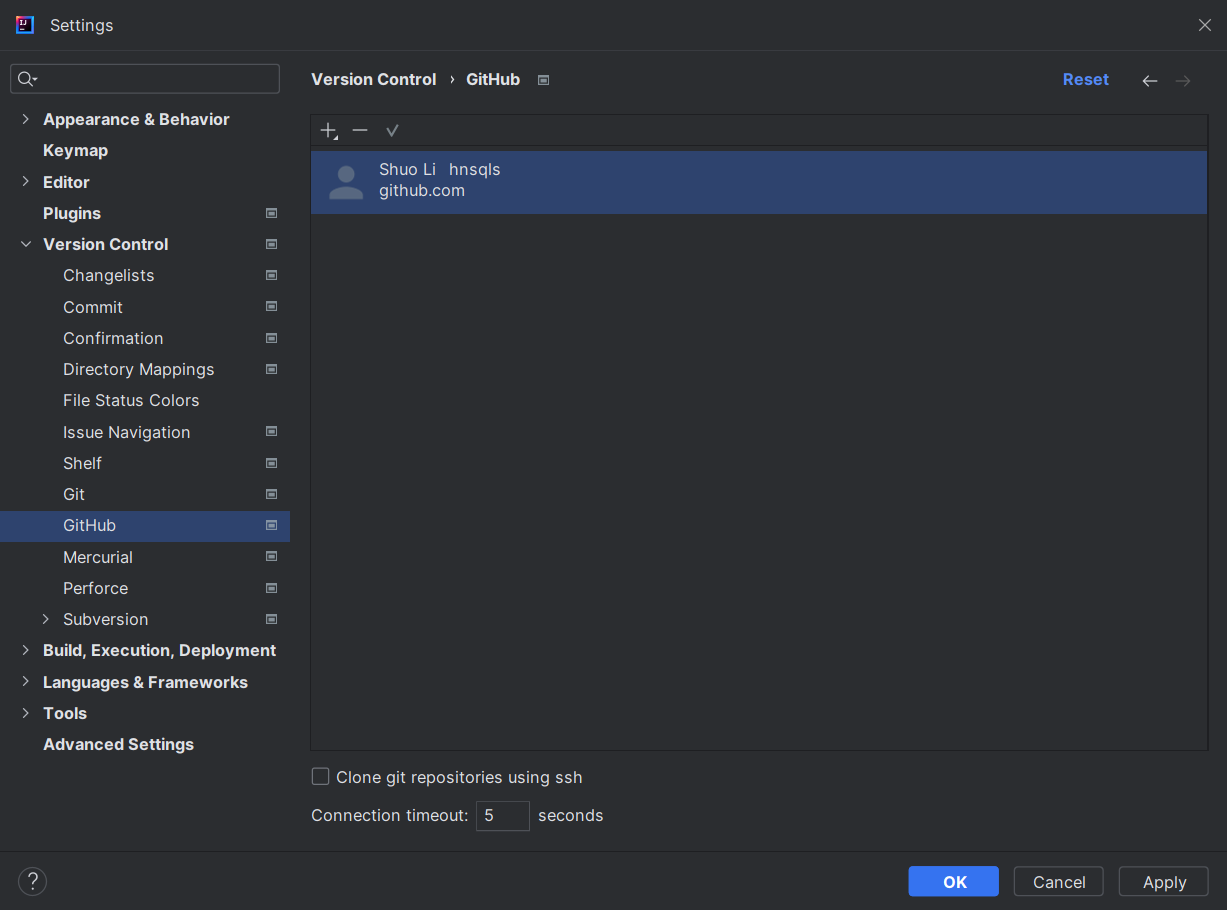 Settings
Version Control › GitHub
Reset
Appearance & Behavior
Keymap
Editor
Plugins
Version Control
Changelists
Commit
Confirmation
Directory Mappings
File Status Colors
Issue Navigation
Shelf
Git
GitHub
Mercurial
Perforce
Subversion
Build, Execution, Deployment
Languages & Frameworks
Tools
Advanced Settings
Shuo Li hnsqls
github.com
Clone git repositories using ssh
Connection timeout: 5 seconds
?
OK
Cancel
Apply